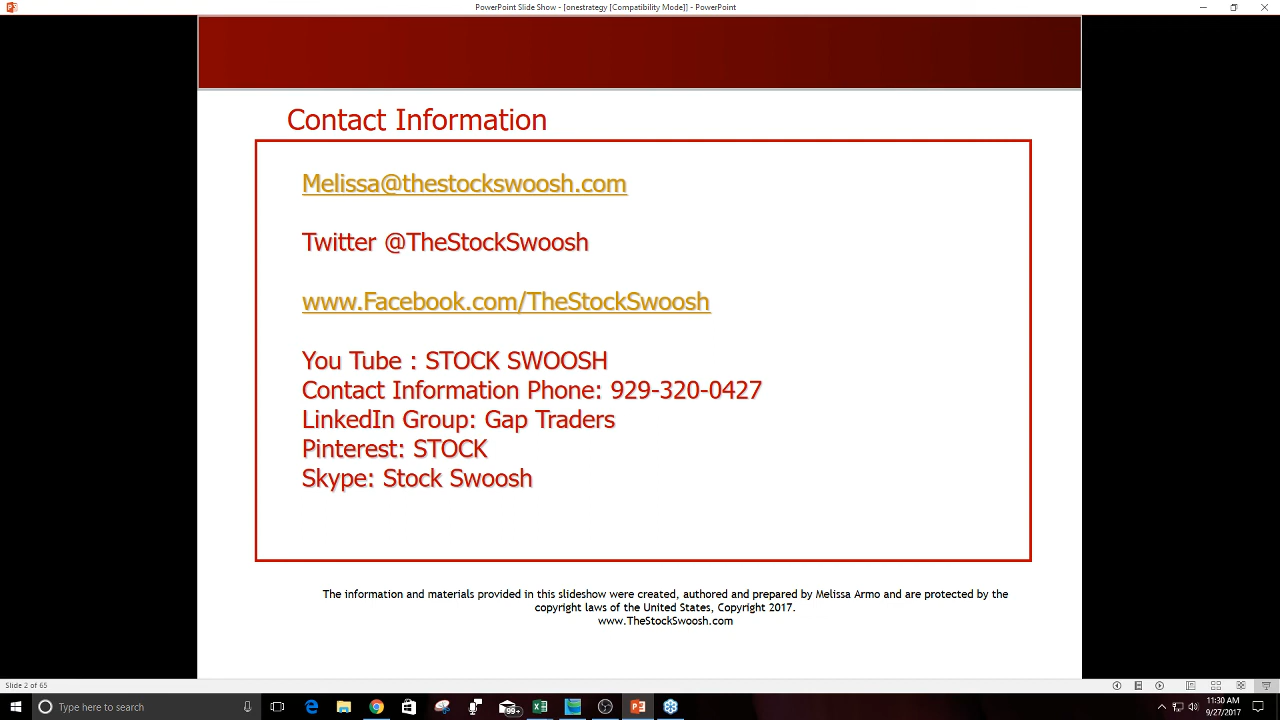 PowerPoint Slide Show - [onestrategy [Compatibility Mode]] - PowerPoint
Contact Information
Melissa@thestockswoosh.com
Twitter @TheStockSwoosh
www.Facebook.com/TheStockSwoosh
You Tube : STOCK SWOOSH
Contact Information Phone: 929-320-0427
LinkedIn Group: Gap Traders
Pinterest: STOCK
Skype: Stock Swoosh
The information and materials provided in this slideshow were created, authored and prepared by Melissa Armo and are protected by the
copyright laws of the United States, Copyright 2017.
www.TheStockSwoosh.com
Slide 2 of 65
Type here to search
99+
11:30 AM
9/27/2017